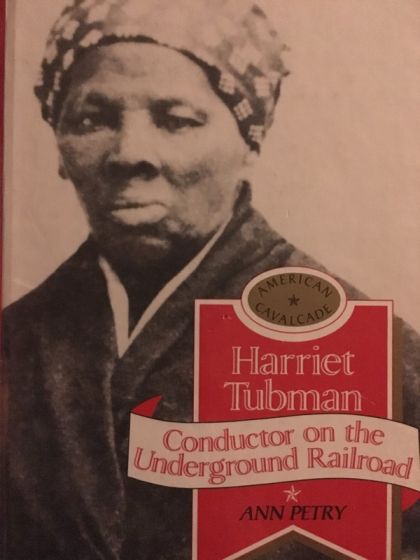 AMERICAN
CAVALCADE
Harriet
Tubman
Conductor on the
Underground Railroad
ANN PETRY